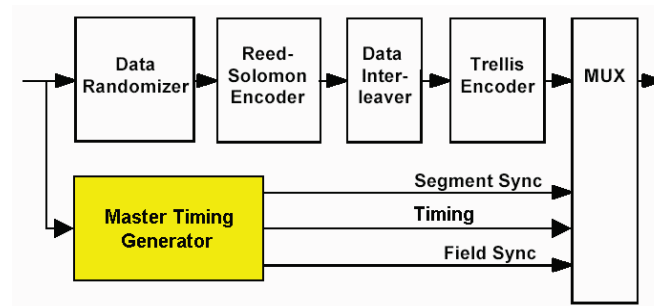 Data
Randomizer
Reed-
Solomon
Encoder
Data
Inter-
leaver
Trellis
Encoder
MUX
Master Timing
Generator
Segment Sync
Timing
Field Sync